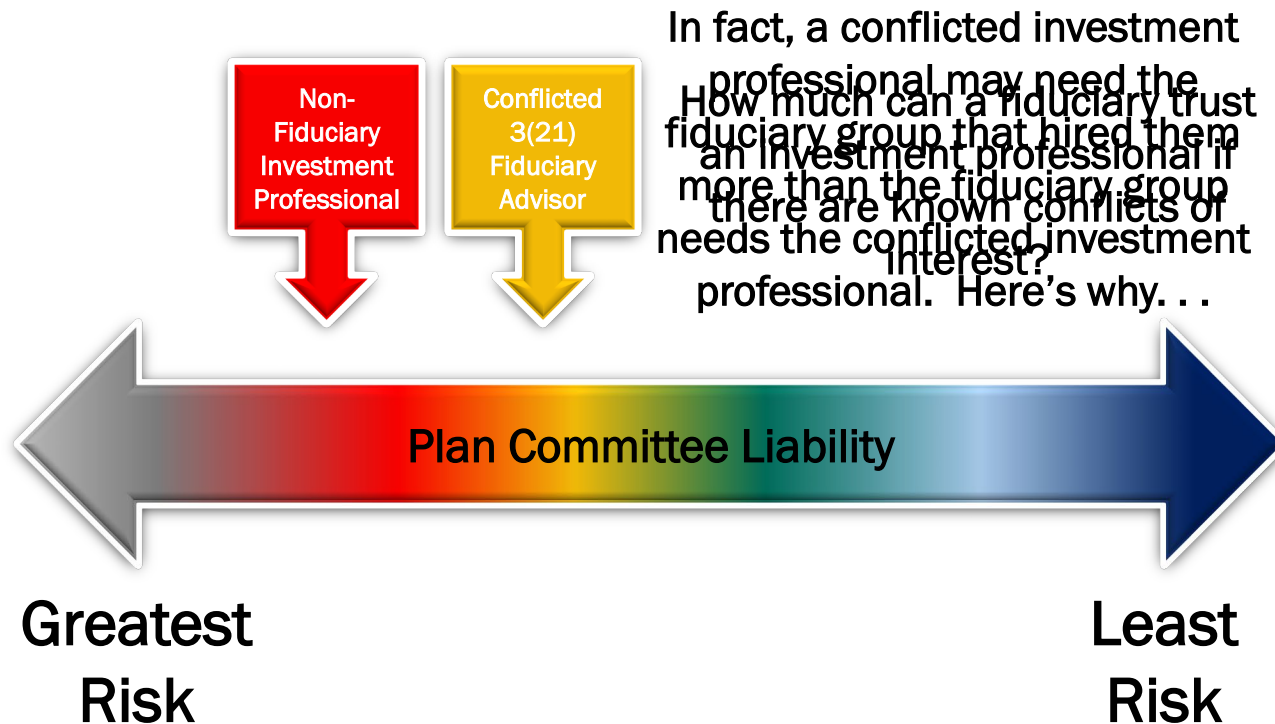 In fact, a conflicted investment
professional may need the
fiduciary group that hired them
more than the fiduciary group
needs the conflicted investment
professional.  Here’s why. . .
How much can a fiduciary trust
an investment professional if
there are known conflicts of
interest?
Non-
Fiduciary
Investment
Professional
Conflicted
3(21)
Fiduciary
Advisor
Plan Committee Liability
Greatest
Risk
Least
Risk